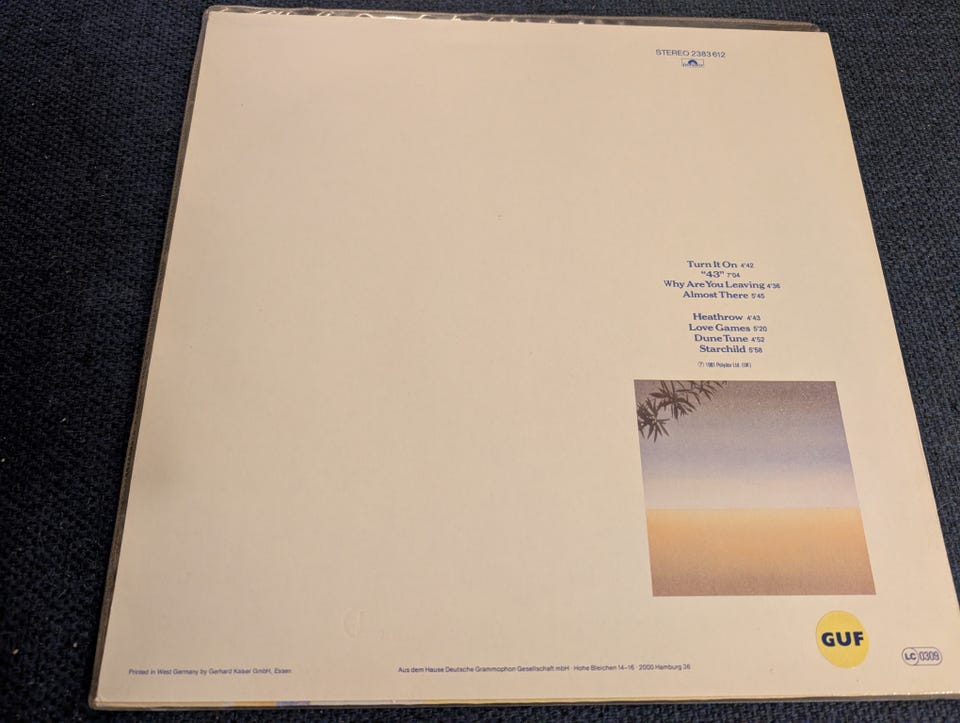 STEREO 2383 612
polydor
Turn It On 4'42
"43" 7'04
Why Are You Leaving 4'36
Almost There 5'45
Heathrow 4'43
Love Games 5'20
Dune Tune 4'52
Starchild 5'58
Ⓟ 1981 Polydor Ltd. (UK)
GUF
LC 0309
Printed in West Germany by Gerhard Kaiser GmbH, Essen
Aus dem Hause Deutsche Grammophon Gesellschaft mbH · Hohe Bleichen 14-16 · 2000 Hamburg 36